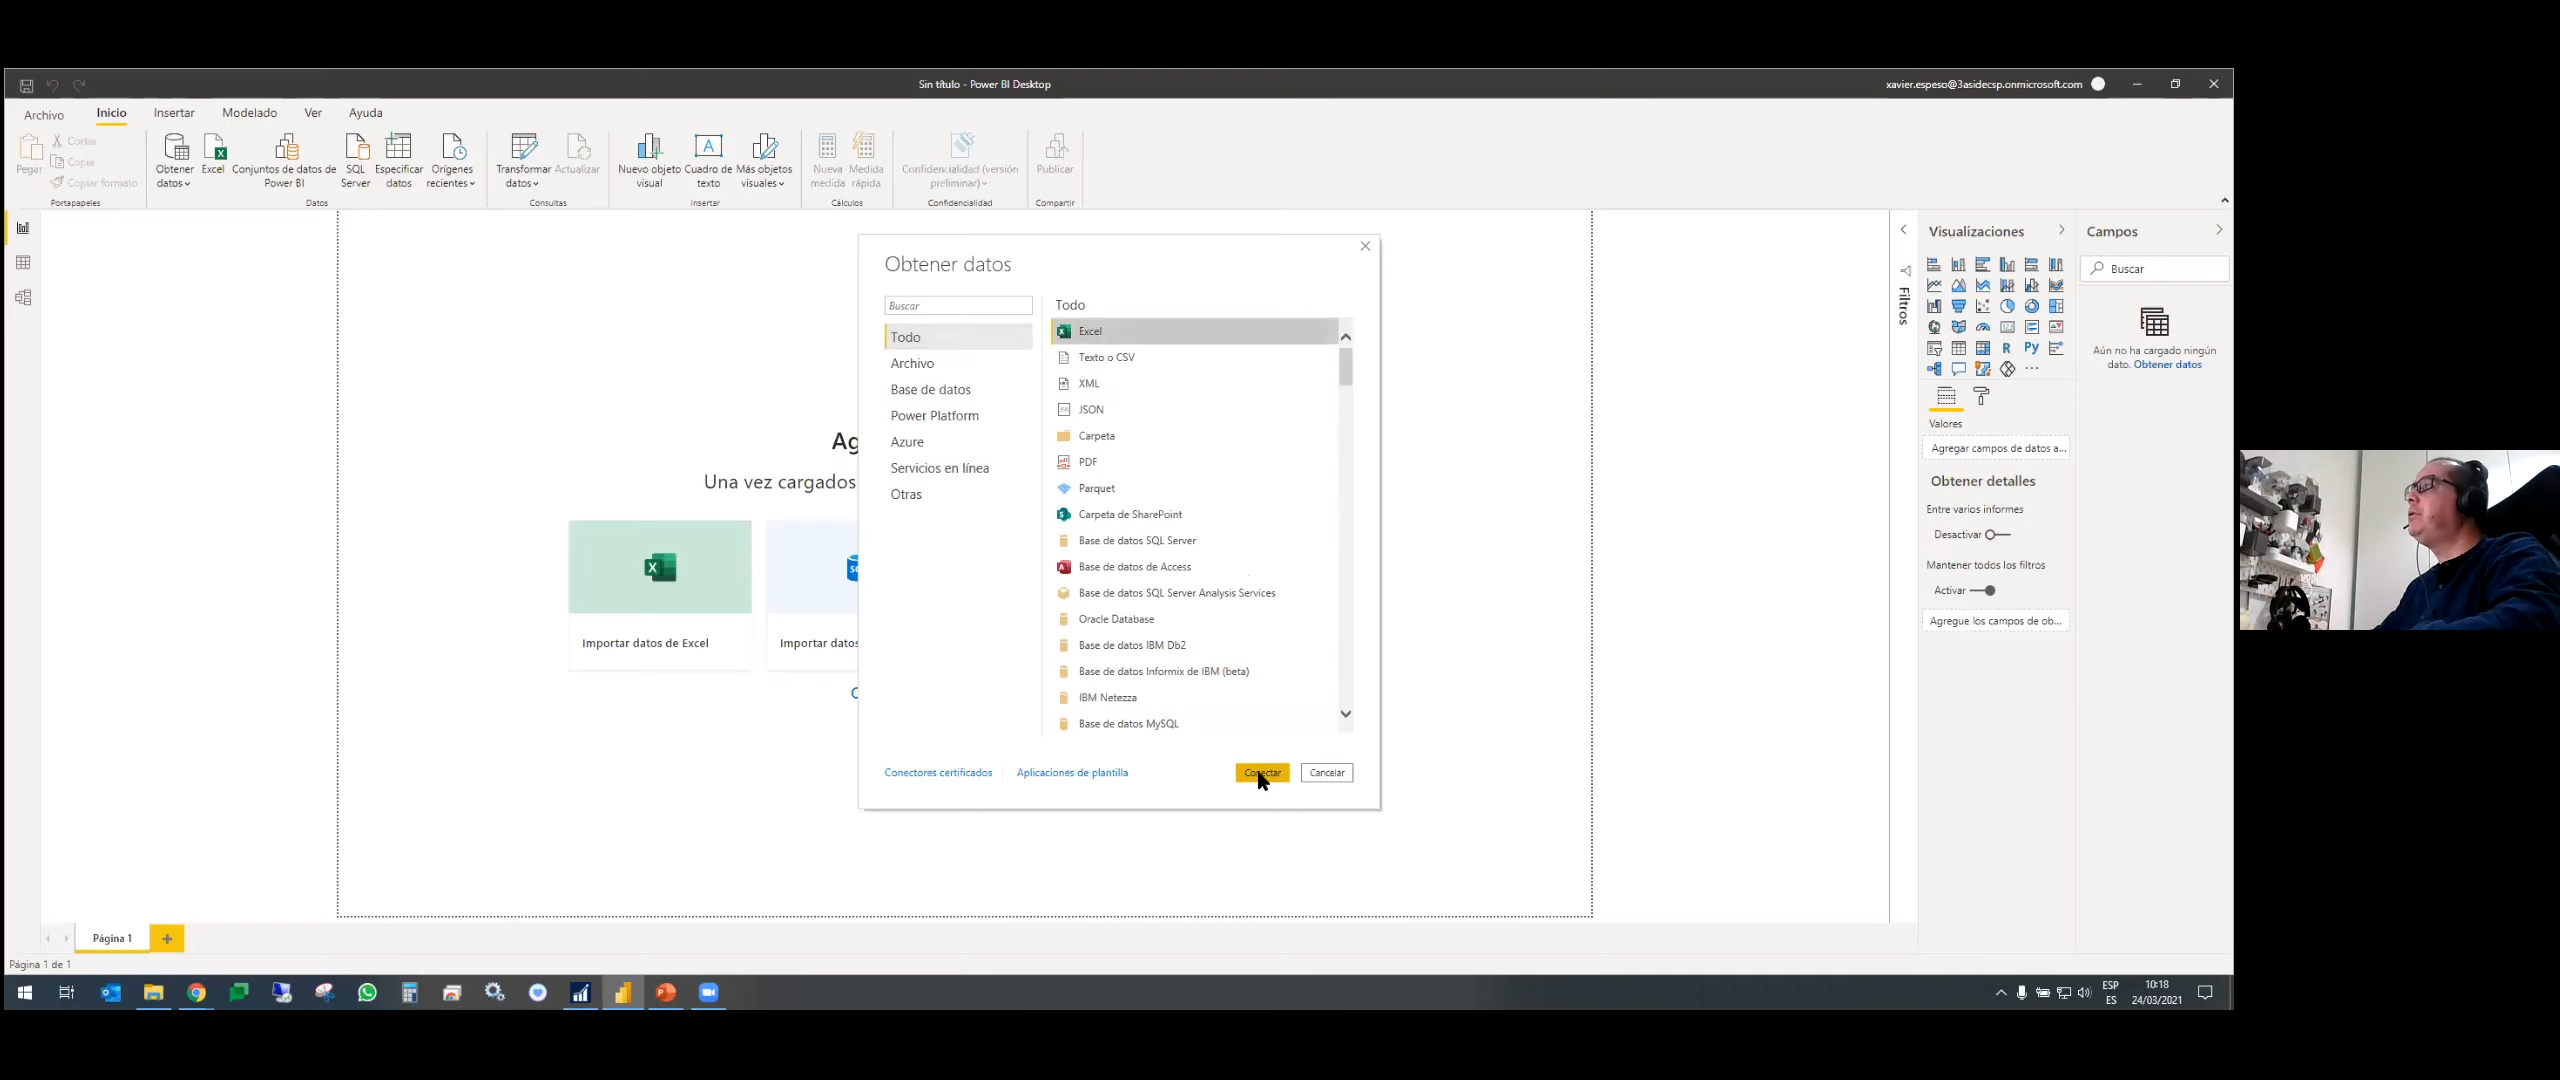 Sin título - Power BI Desktop
xavier.espeso@3asidecsp.onmicrosoft.com
Archivo
Inicio
Insertar
Modelado
Ver
Ayuda
Pegar
Cortar
Copia
Copiar formato
Portapapeles
Obtener datos
Excel
Conjuntos de datos de Power BI
SQL Server
Especificar datos
Orígenes recientes
Datos
Transformar datos
Actualizar
Consultas
Nuevo objeto visual
Cuadro de texto
Más objetos visuales
Insertar
Nueva medida
Medida rápida
Cálculos
Confidencialidad (versión preliminar)
Confidencialidad
Publicar
Compartir
Ag
Una vez cargados
Importar datos de Excel
Importar datos
Obtener datos
Buscar
Todo
Archivo
Base de datos
Power Platform
Azure
Servicios en línea
Otras
Todo
Excel
Texto o CSV
XML
JSON
Carpeta
PDF
Parquet
Carpeta de SharePoint
Base de datos SQL Server
Base de datos de Access
Base de datos SQL Server Analysis Services
Oracle Database
Base de datos IBM Db2
Base de datos Informix de IBM (beta)
IBM Netezza
Base de datos MySQL
Conectores certificados
Aplicaciones de plantilla
Conectar
Cancelar
Filtros
Visualizaciones
R
Py
Valores
Agregar campos de datos a...
Obtener detalles
Entre varios informes
Desactivar
Mantener todos los filtros
Activar
Agregue los campos de ob...
Campos
Buscar
Aún no ha cargado ningún
dato. Obtener datos
Página 1
Página 1 de 1
ESP
ES
10:18
24/03/2021